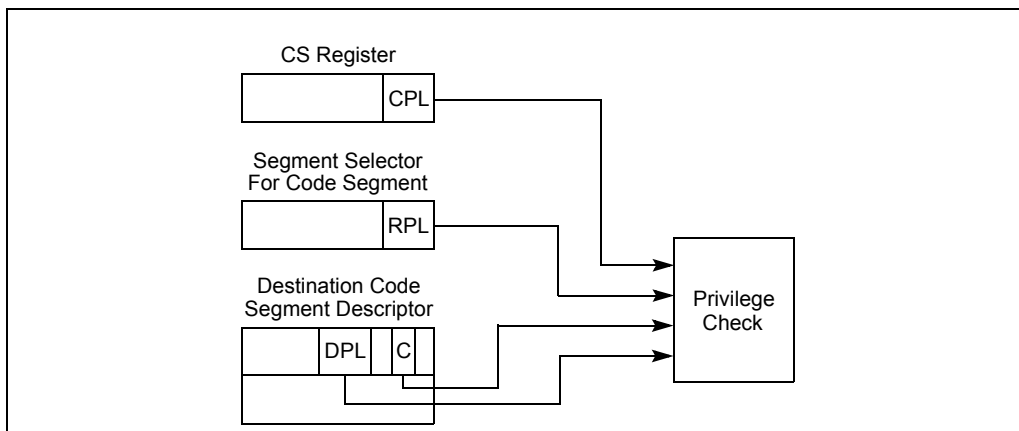 CS Register
CPL
Segment Selector
For Code Segment
RPL
Destination Code
Segment Descriptor
DPL
C
Privilege
Check